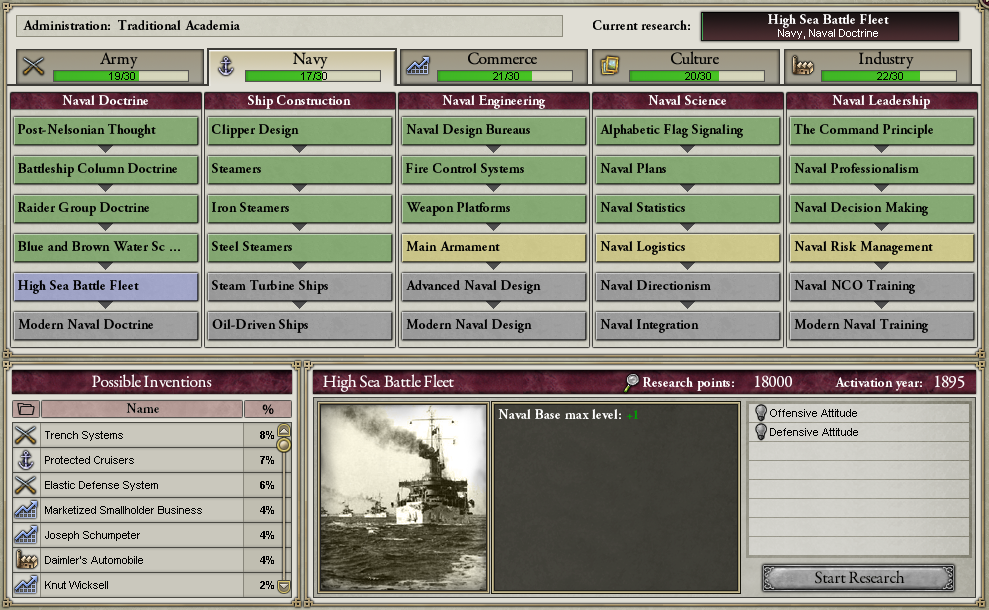 Administration: Traditional Academia
Current research:
High Sea Battle Fleet
Navy, Naval Doctrine
Army
19/30
Navy
17/30
Commerce
21/30
Culture
20/30
Industry
22/30
Naval Doctrine
Ship Construction
Naval Engineering
Naval Science
Naval Leadership
Post-Nelsonian Thought
Clipper Design
Naval Design Bureaus
Alphabetic Flag Signaling
The Command Principle
Battleship Column Doctrine
Steamers
Fire Control Systems
Naval Plans
Naval Professionalism
Raider Group Doctrine
Iron Steamers
Weapon Platforms
Naval Statistics
Naval Decision Making
Blue and Brown Water Sc ...
Steel Steamers
Main Armament
Naval Logistics
Naval Risk Management
High Sea Battle Fleet
Steam Turbine Ships
Advanced Naval Design
Naval Directionism
Naval NCO Training
Modern Naval Doctrine
Oil-Driven Ships
Modern Naval Design
Naval Integration
Modern Naval Training
Possible Inventions
Name %
Trench Systems 8%
Protected Cruisers 7%
Elastic Defense System 6%
Marketized Smallholder Business 4%
Joseph Schumpeter 4%
Daimler's Automobile 4%
Knut Wicksell 2%
High Sea Battle Fleet
Research points: 18000
Activation year: 1895
Naval Base max level: +1
Offensive Attitude
Defensive Attitude
Start Research